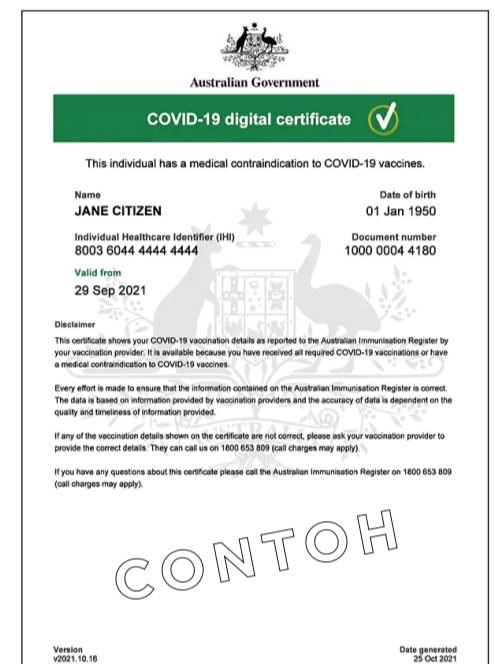 Australian Government
COVID-19 digital certificate
This individual has a medical contraindication to COVID-19 vaccines.
Name
JANE CITIZEN
Date of birth
01 Jan 1950
Individual Healthcare Identifier (IHI)
8003 6044 4444 4444
Document number
1000 0004 4180
Valid from
29 Sep 2021
Disclaimer
This certificate shows your COVID-19 vaccination details as reported to the Australian Immunisation Register by
your vaccination provider. It is available because you have received all required COVID-19 vaccinations or have
a medical contraindication to COVID-19 vaccines.
Every effort is made to ensure that the information contained on the Australian Immunisation Register is correct.
The data is based on information provided by vaccination providers and the accuracy of data is dependent on the
quality and timeliness of information provided.
If any of the vaccination details shown on the certificate are not correct, please ask your vaccination provider to
provide the correct details. They can call us on 1800 653 809 (call charges may apply).
If you have any questions about this certificate please call the Australian Immunisation Register on 1800 653 809
(call charges may apply).
CONTOH
Version
v2021.10.16
Date generated
25 Oct 2021